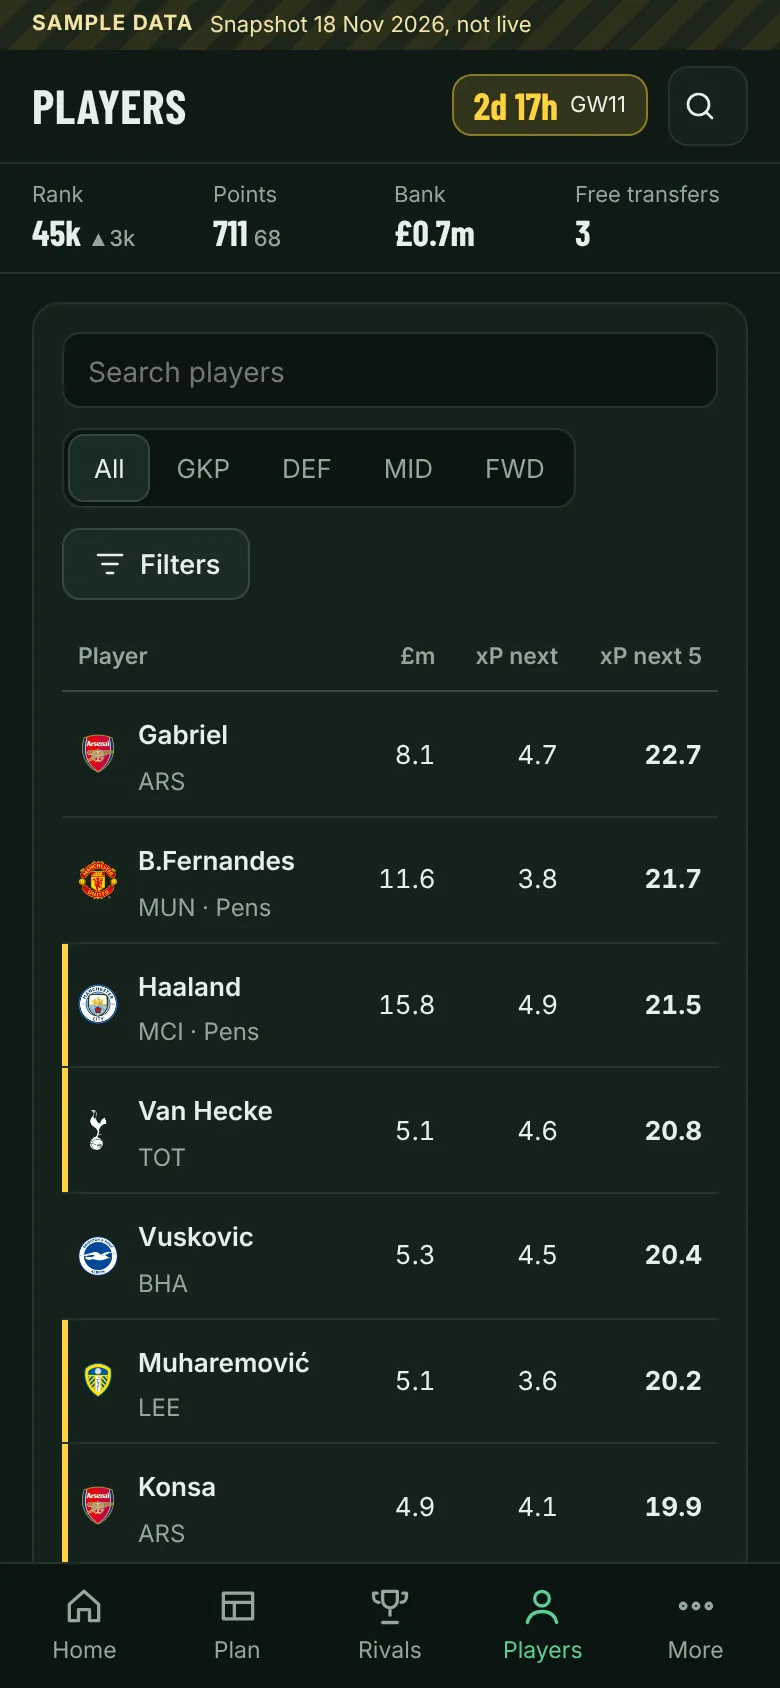 SAMPLE DATA Snapshot 18 Nov 2026, not live
PLAYERS 2d 17h GW11
Rank Points Bank Free transfers
45k ▲3k 711 68 £0.7m 3
Search players
All GKP DEF MID FWD
Filters
Player £m xP next xP next 5
Arsenal
Gabriel
ARS
8.1 4.7 22.7
MANCHESTER UNITED
B.Fernandes
MUN · Pens
11.6 3.8 21.7
Haaland
MCI · Pens
15.8 4.9 21.5
Van Hecke
TOT
5.1 4.6 20.8
Vuskovic
BHA
5.3 4.5 20.4
Muharemović
LEE
5.1 3.6 20.2
Arsenal
Konsa
ARS
4.9 4.1 19.9
Home Plan Rivals Players More